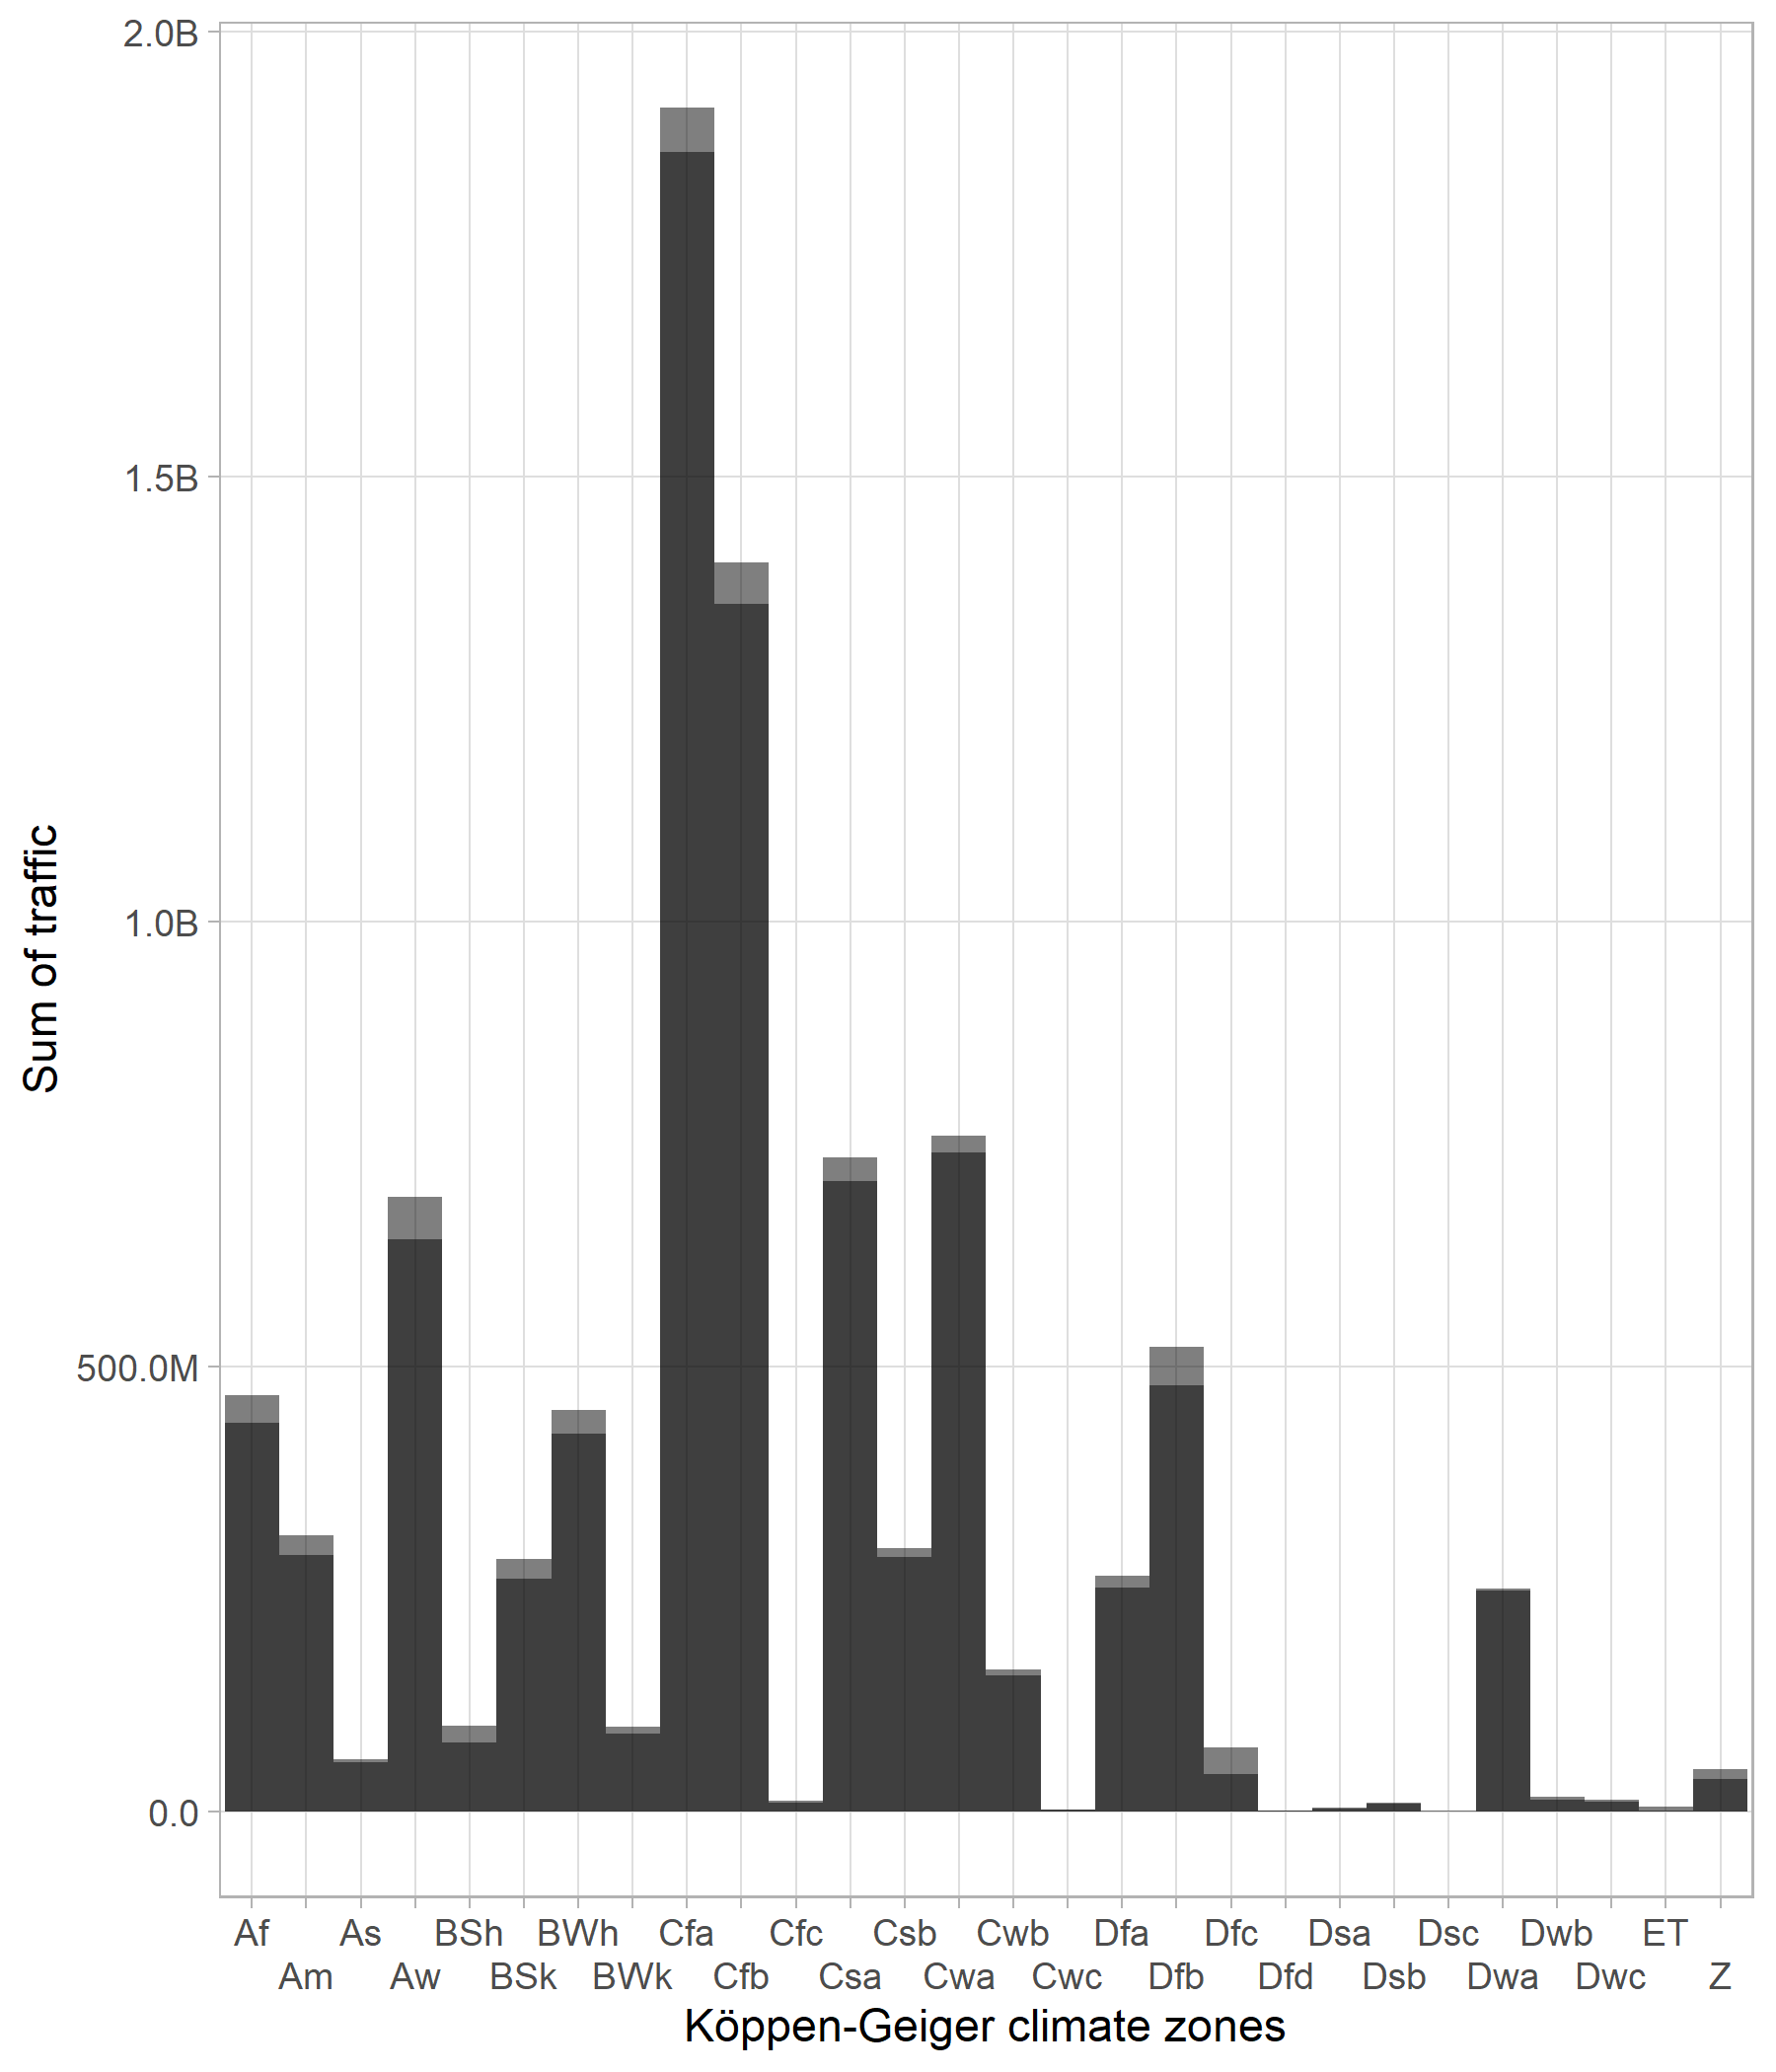 2.0B
1.5B
1.0B
500.0M
0.0
Sum of traffic
Af As BSh BWh Cfa Cfc Csb Cwb Dfa Dfc Dsa Dsc Dwb ET
Am Aw BSk BWk Cfb Csa Cwa Cwc Dfb Dfd Dsb Dwa Dwc Z
Köppen-Geiger climate zones